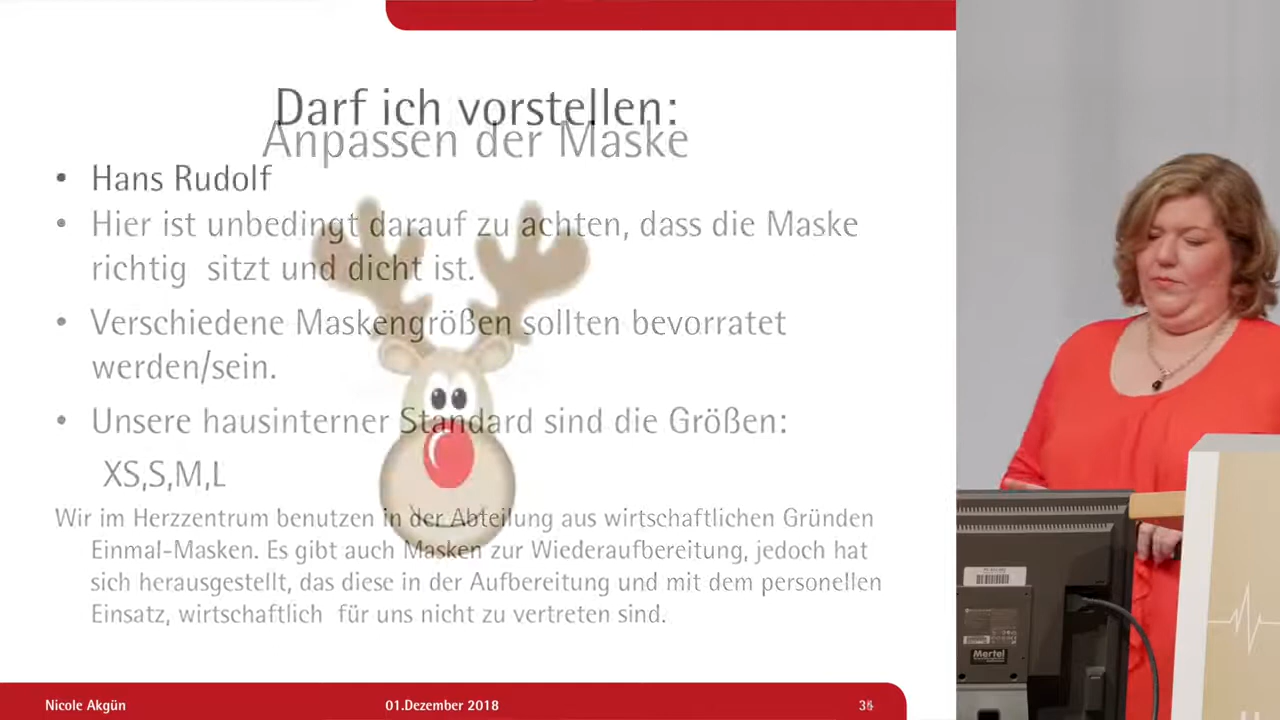 Darf ich vorstellen:
Anpassen der Maske
• Hans Rudolf
• Hier ist unbedingt darauf zu achten, dass die Maske
richtig sitzt und dicht ist.
• Verschiedene Maskengrößen sollten bevorratet
werden/sein.
• Unsere hausinterner Standard sind die Größen:
XS,S,M,L
Wir im Herzzentrum benutzen in der Abteilung aus wirtschaftlichen Gründen
Einmal-Masken. Es gibt auch Masken zur Wiederaufbereitung, jedoch hat
sich herausgestellt, das diese in der Aufbereitung und mit dem personellen
Einsatz, wirtschaftlich für uns nicht zu vertreten sind.
Nicole Akgün
01.Dezember 2018
Mertel